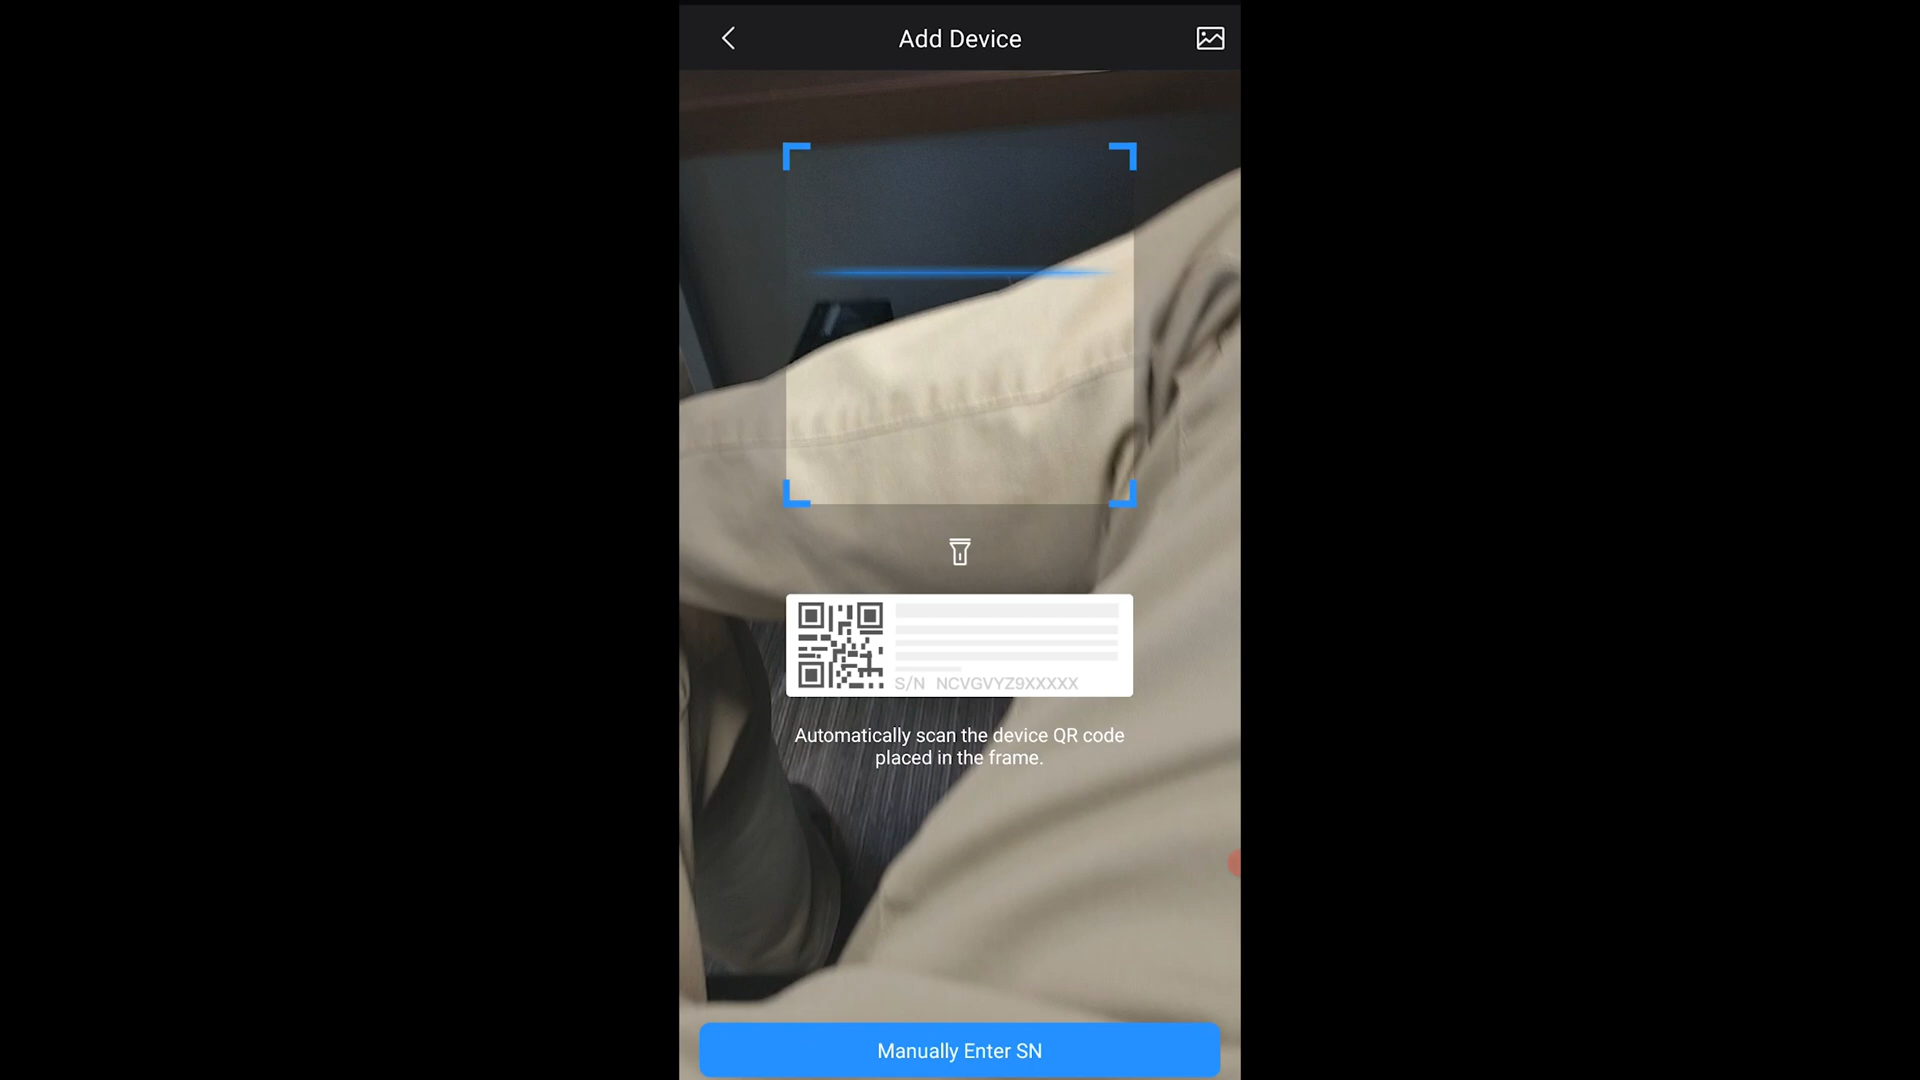 Add Device
S/N NCVGVYZ9XXXXX
Automatically scan the device QR code
placed in the frame.
Manually Enter SN